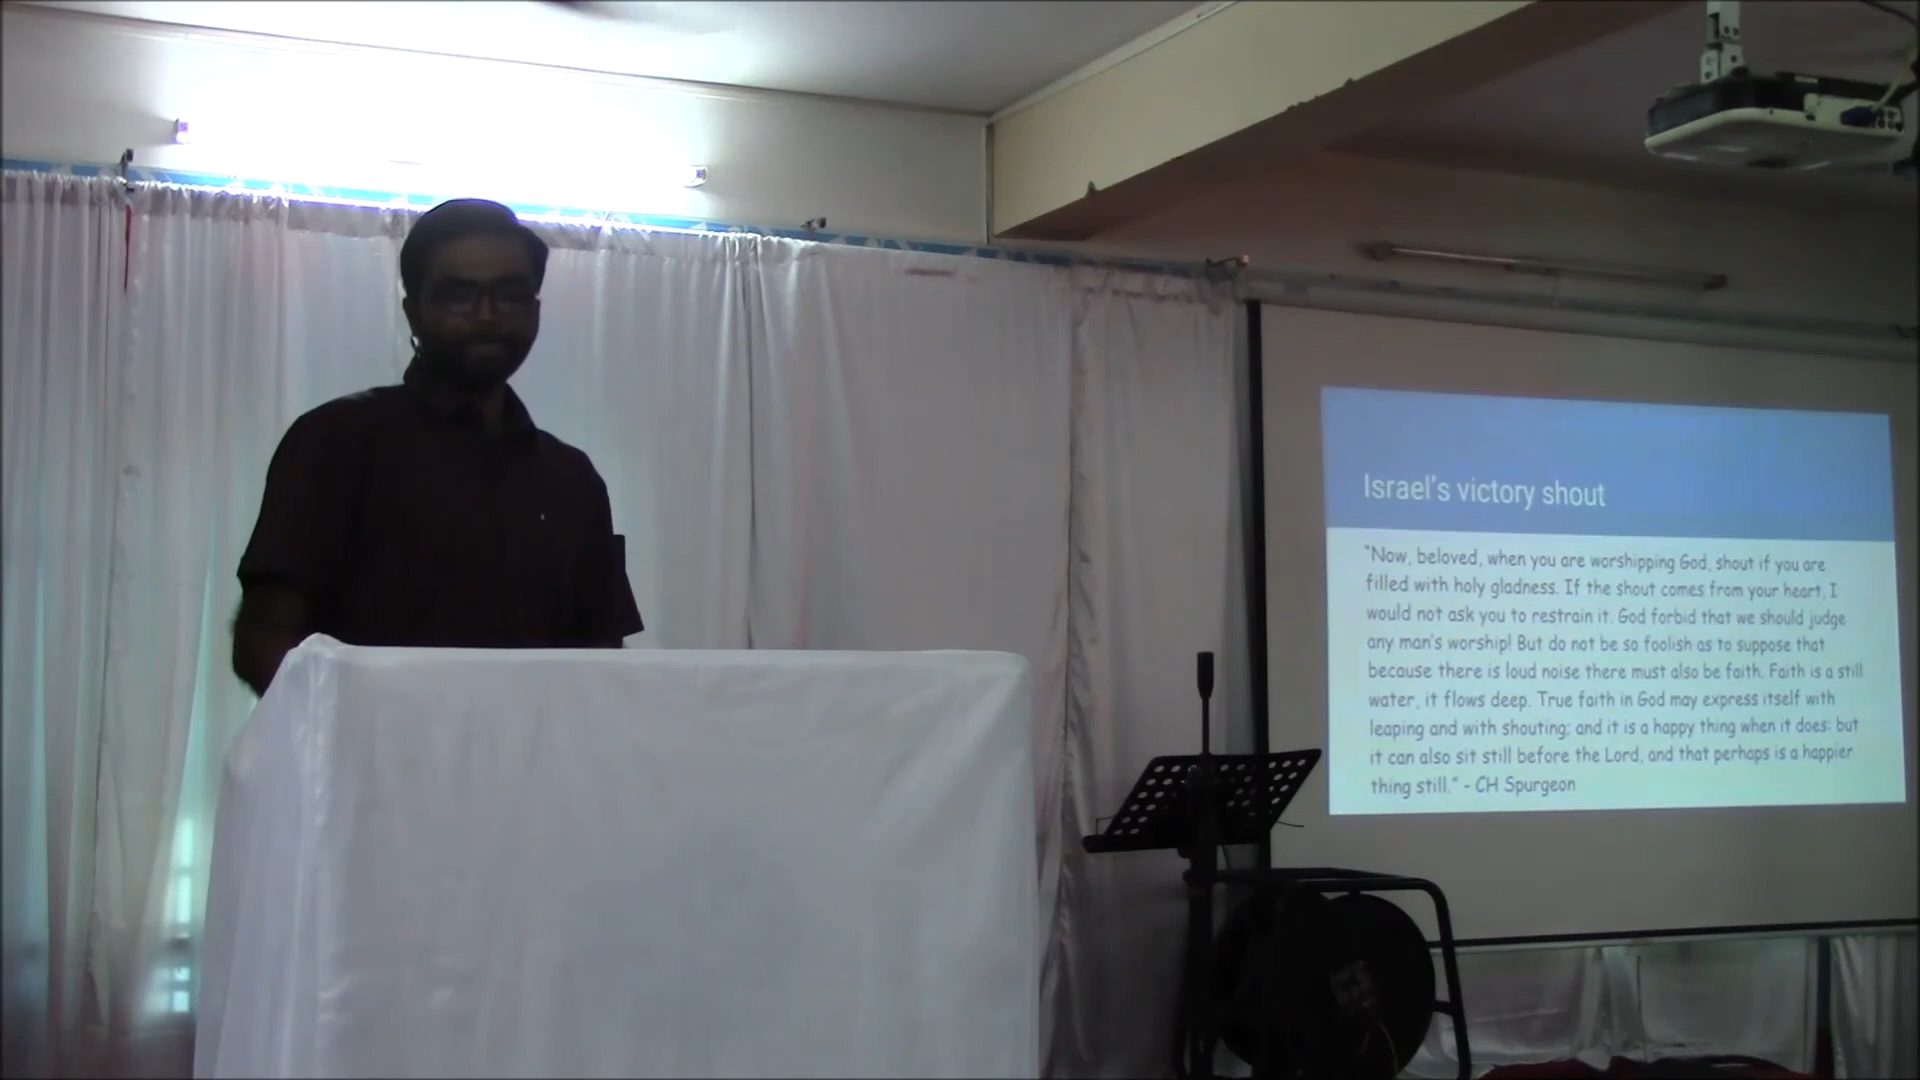 Israel's victory shout
"Now, beloved, when you are worshipping God, shout if you are
filled with holy gladness. If the shout comes from your heart, I
would not ask you to restrain it. God forbid that we should judge
any man's worship! But do not be so foolish as to suppose that
because there is loud noise there must also be faith. Faith is a still
water, it flows deep. True faith in God may express itself with
leaping and with shouting; and it is a happy thing when it does: but
it can also sit still before the Lord, and that perhaps is a happier
thing still." - CH Spurgeon